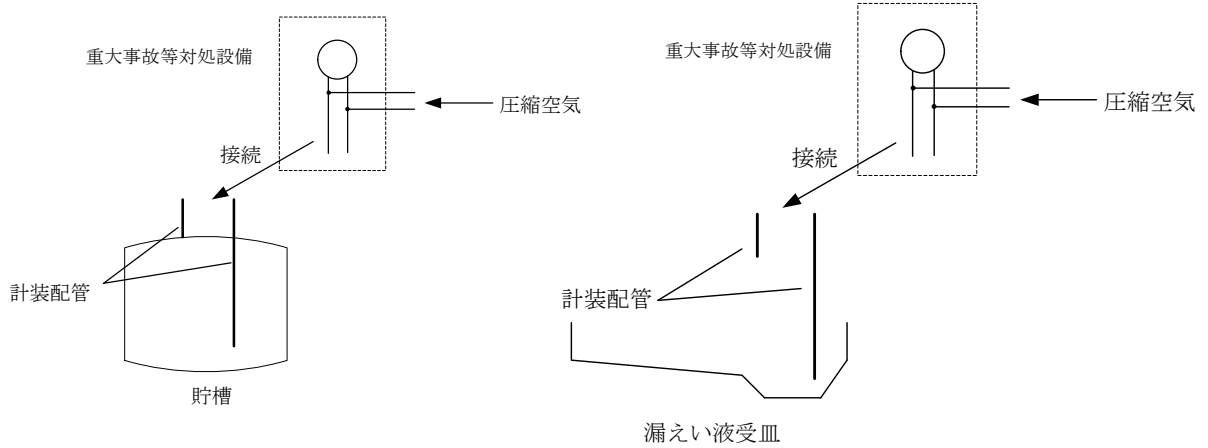 重大事故等対処設備
圧縮空気
接続
計装配管
貯槽
重大事故等対処設備
圧縮空気
接続
計装配管
漏えい液受皿